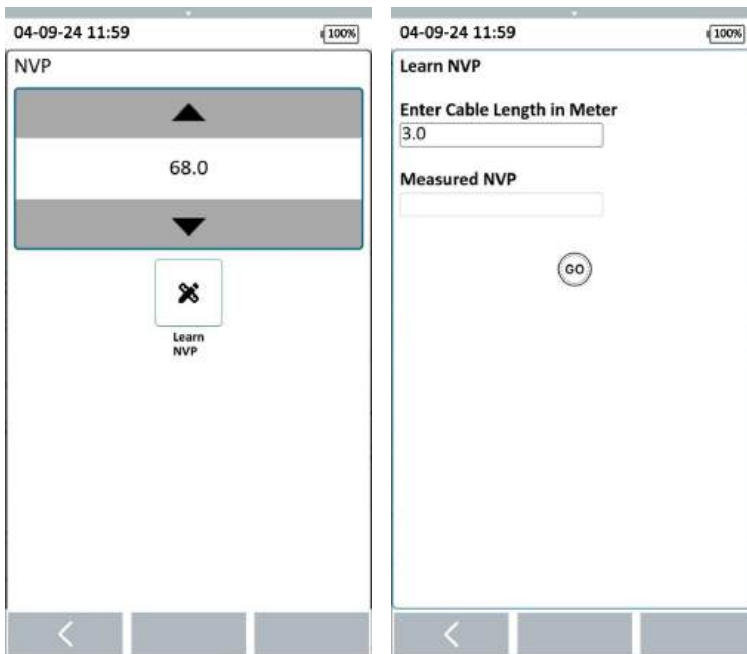 04-09-24 11:59
100%
NVP
68.0
Learn
NVP
04-09-24 11:59
100%
Learn NVP
Enter Cable Length in Meter
3.0
Measured NVP
GO